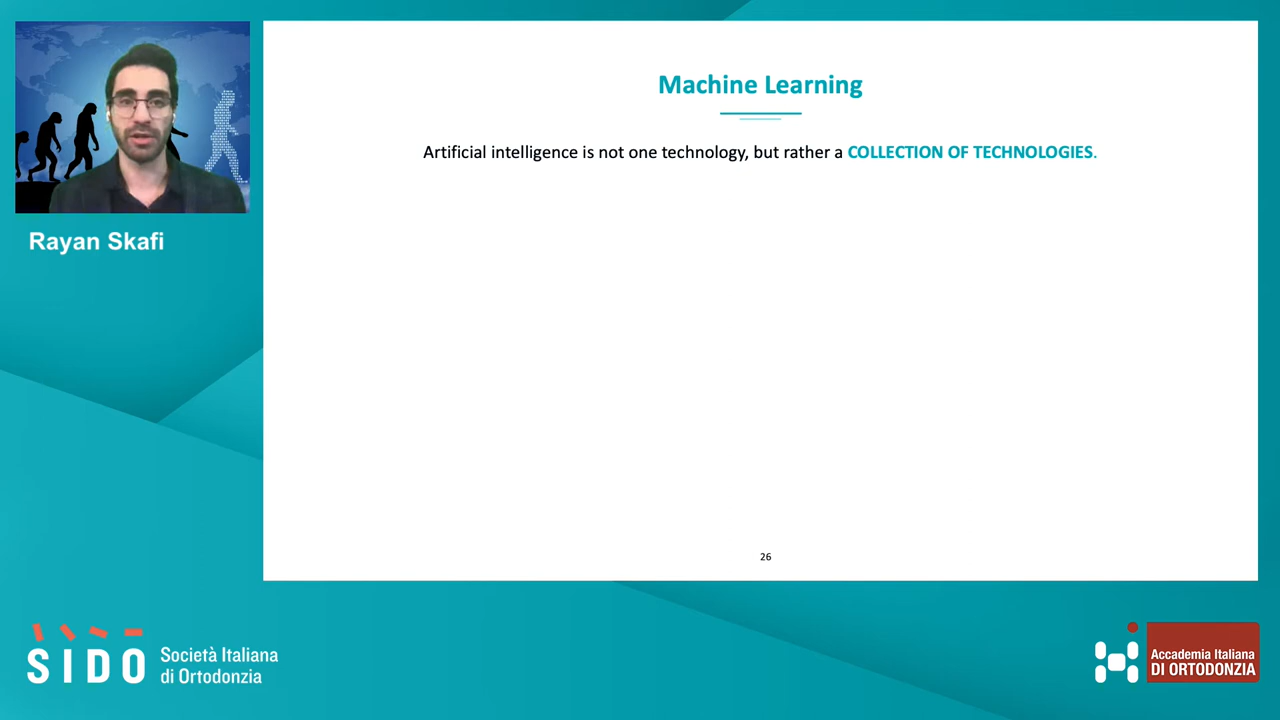 Machine Learning
Artificial intelligence is not one technology, but rather a COLLECTION OF TECHNOLOGIES.
Rayan Skafi
26
SIDO
Società Italiana
di Ortodonzia
Accademia Italiana
DI ORTODONZIA